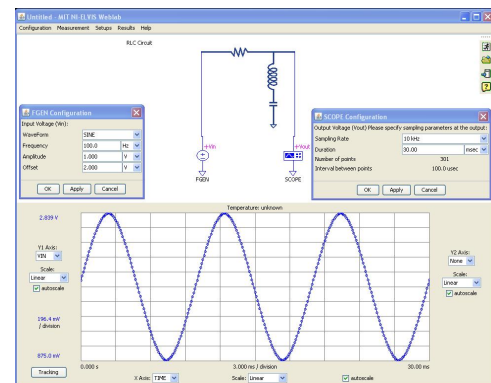 Untitled - MIT NI-ELVIS Weblab
Configuration Measurement Setups Results Help
RLC Circuit
+Vin
FGEN
+Vout
SCOPE
FGEN Configuration
Input Voltage (Vin):
WaveForm SINE
Frequency 100.0 Hz
Amplitude 1.000 V
Offset 2.000 V
OK Apply Cancel
SCOPE Configuration
Output Voltage (Vout) Please specify sampling parameters at the output:
Sampling Rate 10 kHz
Duration 30.00 msec
Number of points 301
Interval between points 100.0 usec
OK Apply Cancel
Temperature: unknown
2.839 V
Y1 Axis:
VIN
Scale:
Linear
autoscale
196.4 mV
/ division
875.0 mV
Y2 Axis:
None
Scale:
Linear
autoscale
0.000 s 3.000 ms / division 30.00 ms
Tracking X Axis: TIME Scale: Linear autoscale